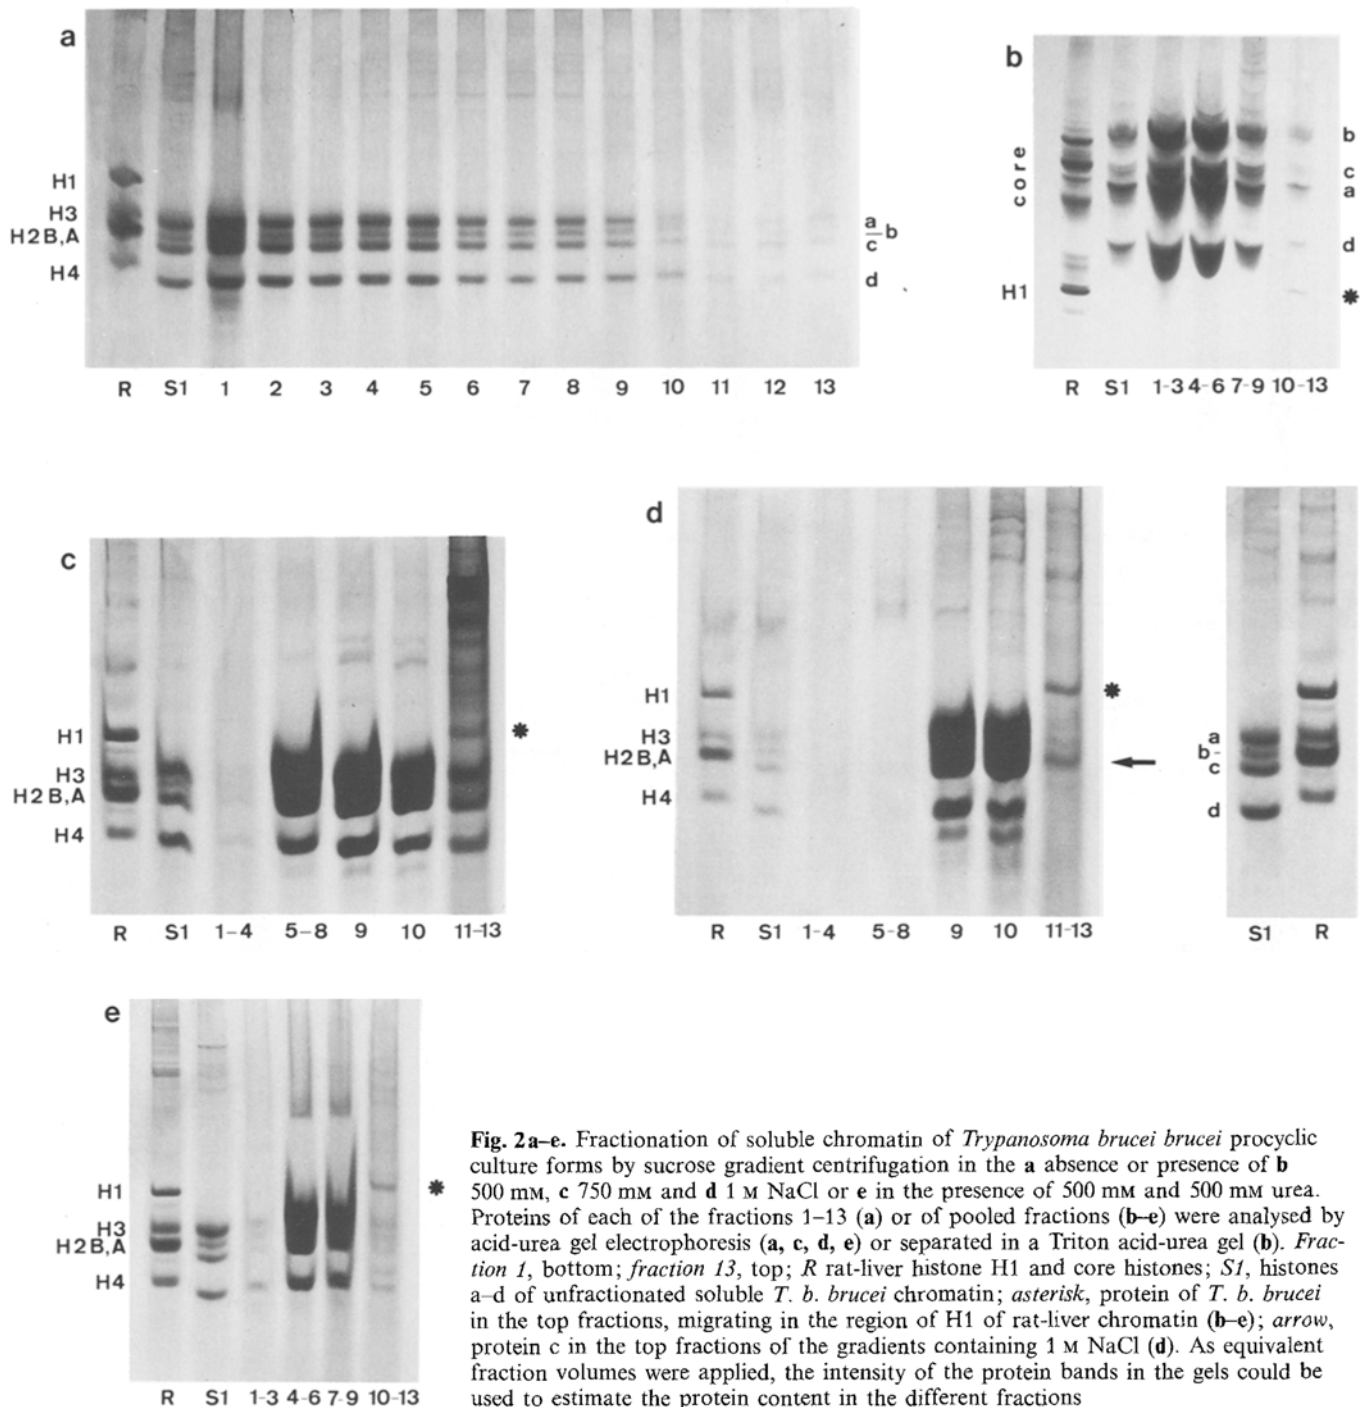 a
H1
H3
H2B,A
H4
a
b
c
d
R S1 1 2 3 4 5 6 7 8 9 10 11 12 13
b
core
H1
b
c
a
d
*
R S1 1-3 4-6 7-9 10-13
c
H1
H3
H2B,A
H4
*
R S1 1-4 5-8 9 10 11-13
d
H1
H3
H2B,A
H4
*
R S1 1-4 5-8 9 10 11-13
a
b-
c
d
S1 R
e
H1
H3
H2B,A
H4
*
R S1 1-3 4-6 7-9 10-13
Fig. 2a–e. Fractionation of soluble chromatin of Trypanosoma brucei brucei procyclic
culture forms by sucrose gradient centrifugation in the a absence or presence of b
500 mM, c 750 mM and d 1 M NaCl or e in the presence of 500 mM and 500 mM urea.
Proteins of each of the fractions 1–13 (a) or of pooled fractions (b–e) were analysed by
acid-urea gel electrophoresis (a, c, d, e) or separated in a Triton acid-urea gel (b). Frac-
tion 1, bottom; fraction 13, top; R rat-liver histone H1 and core histones; S1, histones
a–d of unfractionated soluble T. b. brucei chromatin; asterisk, protein of T. b. brucei
in the top fractions, migrating in the region of H1 of rat-liver chromatin (b–e); arrow,
protein c in the top fractions of the gradients containing 1 M NaCl (d). As equivalent
fraction volumes were applied, the intensity of the protein bands in the gels could be
used to estimate the protein content in the different fractions